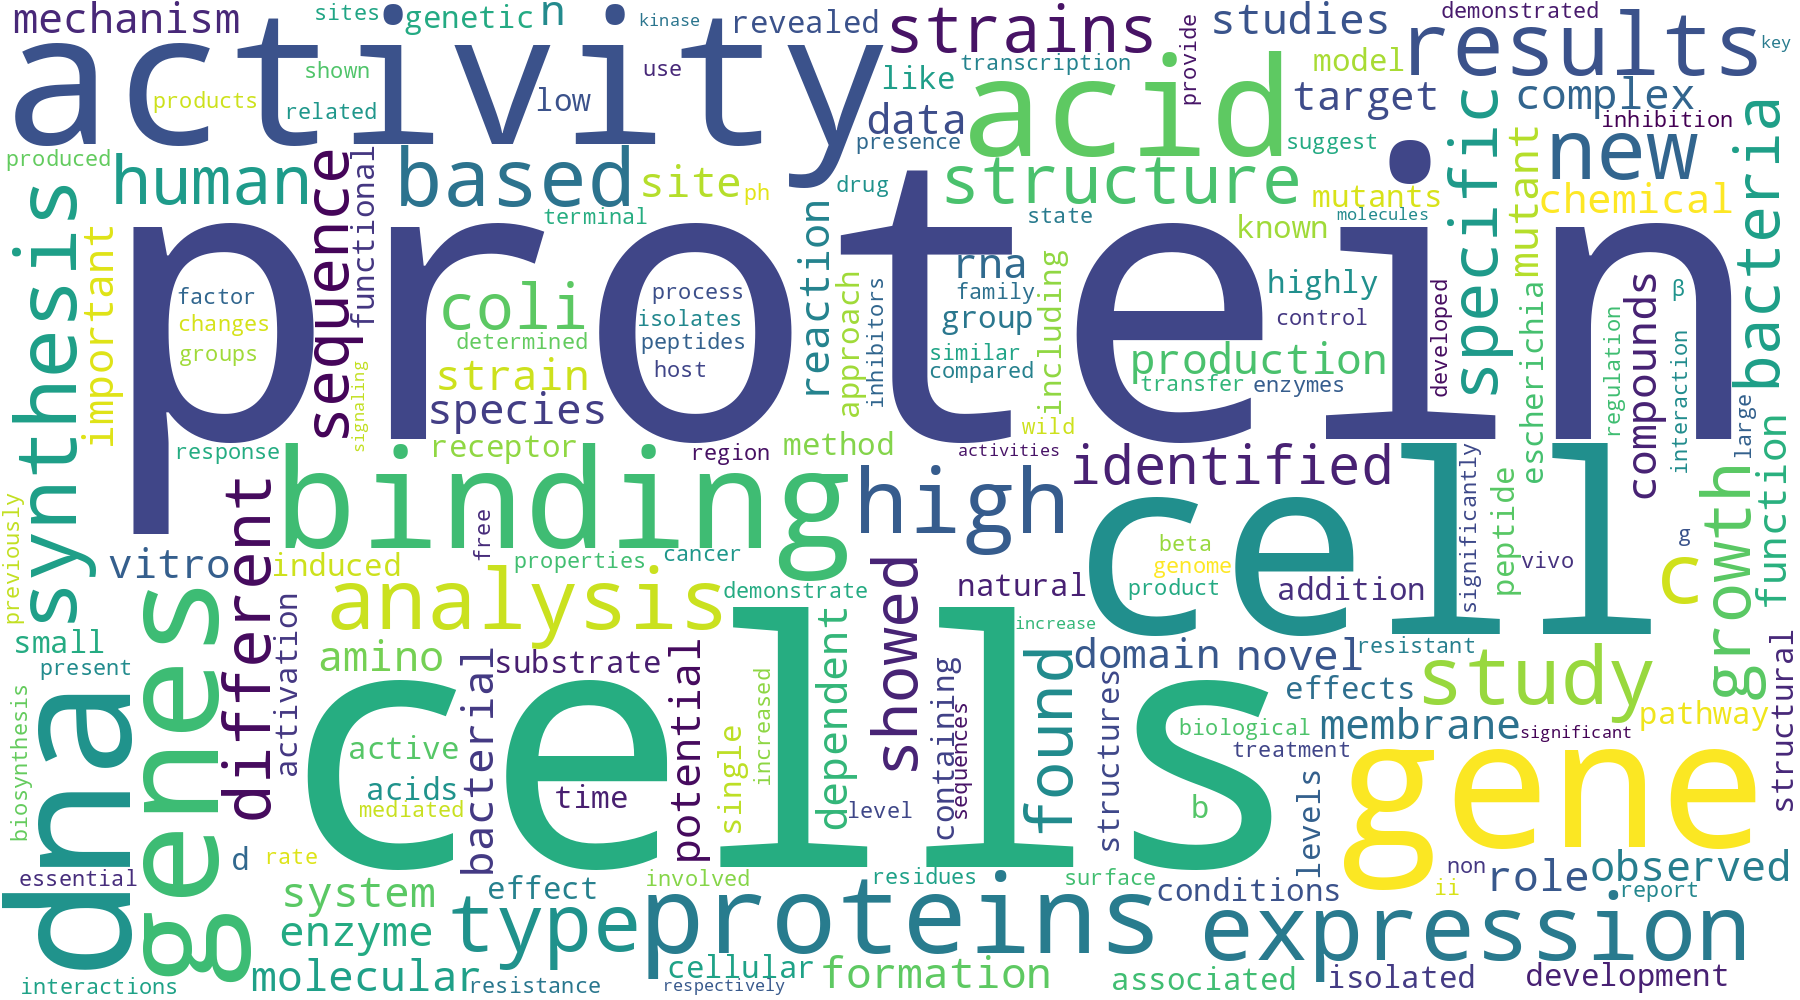 mechanism
sites
genetic
n
kinase
revealed
strains
studies
demonstrated
results
key
activity
shown
products
related
low
use
like
transcription
provide
model
target
complex
data
acid
presence
suggest
specific
new
inhibition
bacteria
produced
human
sequence
functional
based
site
ph
drug
structure
mutants
mutant
chemical
terminal
reaction
state
molecules
known
synthesis
important
protein
factor
changes
groups
signaling
coli
determined
strain
species
receptor
process
isolates
peptides
host
approach
inhibitors
rna
family
group
similar
compared
including
highly
control
production
transfer
enzymes
developed
escherichia
regulation
compounds
β
interaction
large
function
response
region
method
wild
activities
identified
previously
different
binding
high
cell
significantly
peptide
growth
vitro
induced
free
properties
cancer
analysis
demonstrate
natural
beta
genome
product
addition
vivo
g
c
small
present
dna
genes
activation
amino
substrate
bacterial
potential
increased
single
dependent
showed
containing
sequences
increase
found
domain
novel
resistant
structures
effects
study
membrane
significant
pathway
structural
biosynthesis
cells
active
acids
mediated
time
level
biological
treatment
b
levels
gene
essential
d
rate
system
effect
involved
residues
surface
conditions
non
ii
role
observed
report
enzyme
type
proteins
expression
interactions
molecular
resistance
cellular
respectively
formation
associated
isolated
development